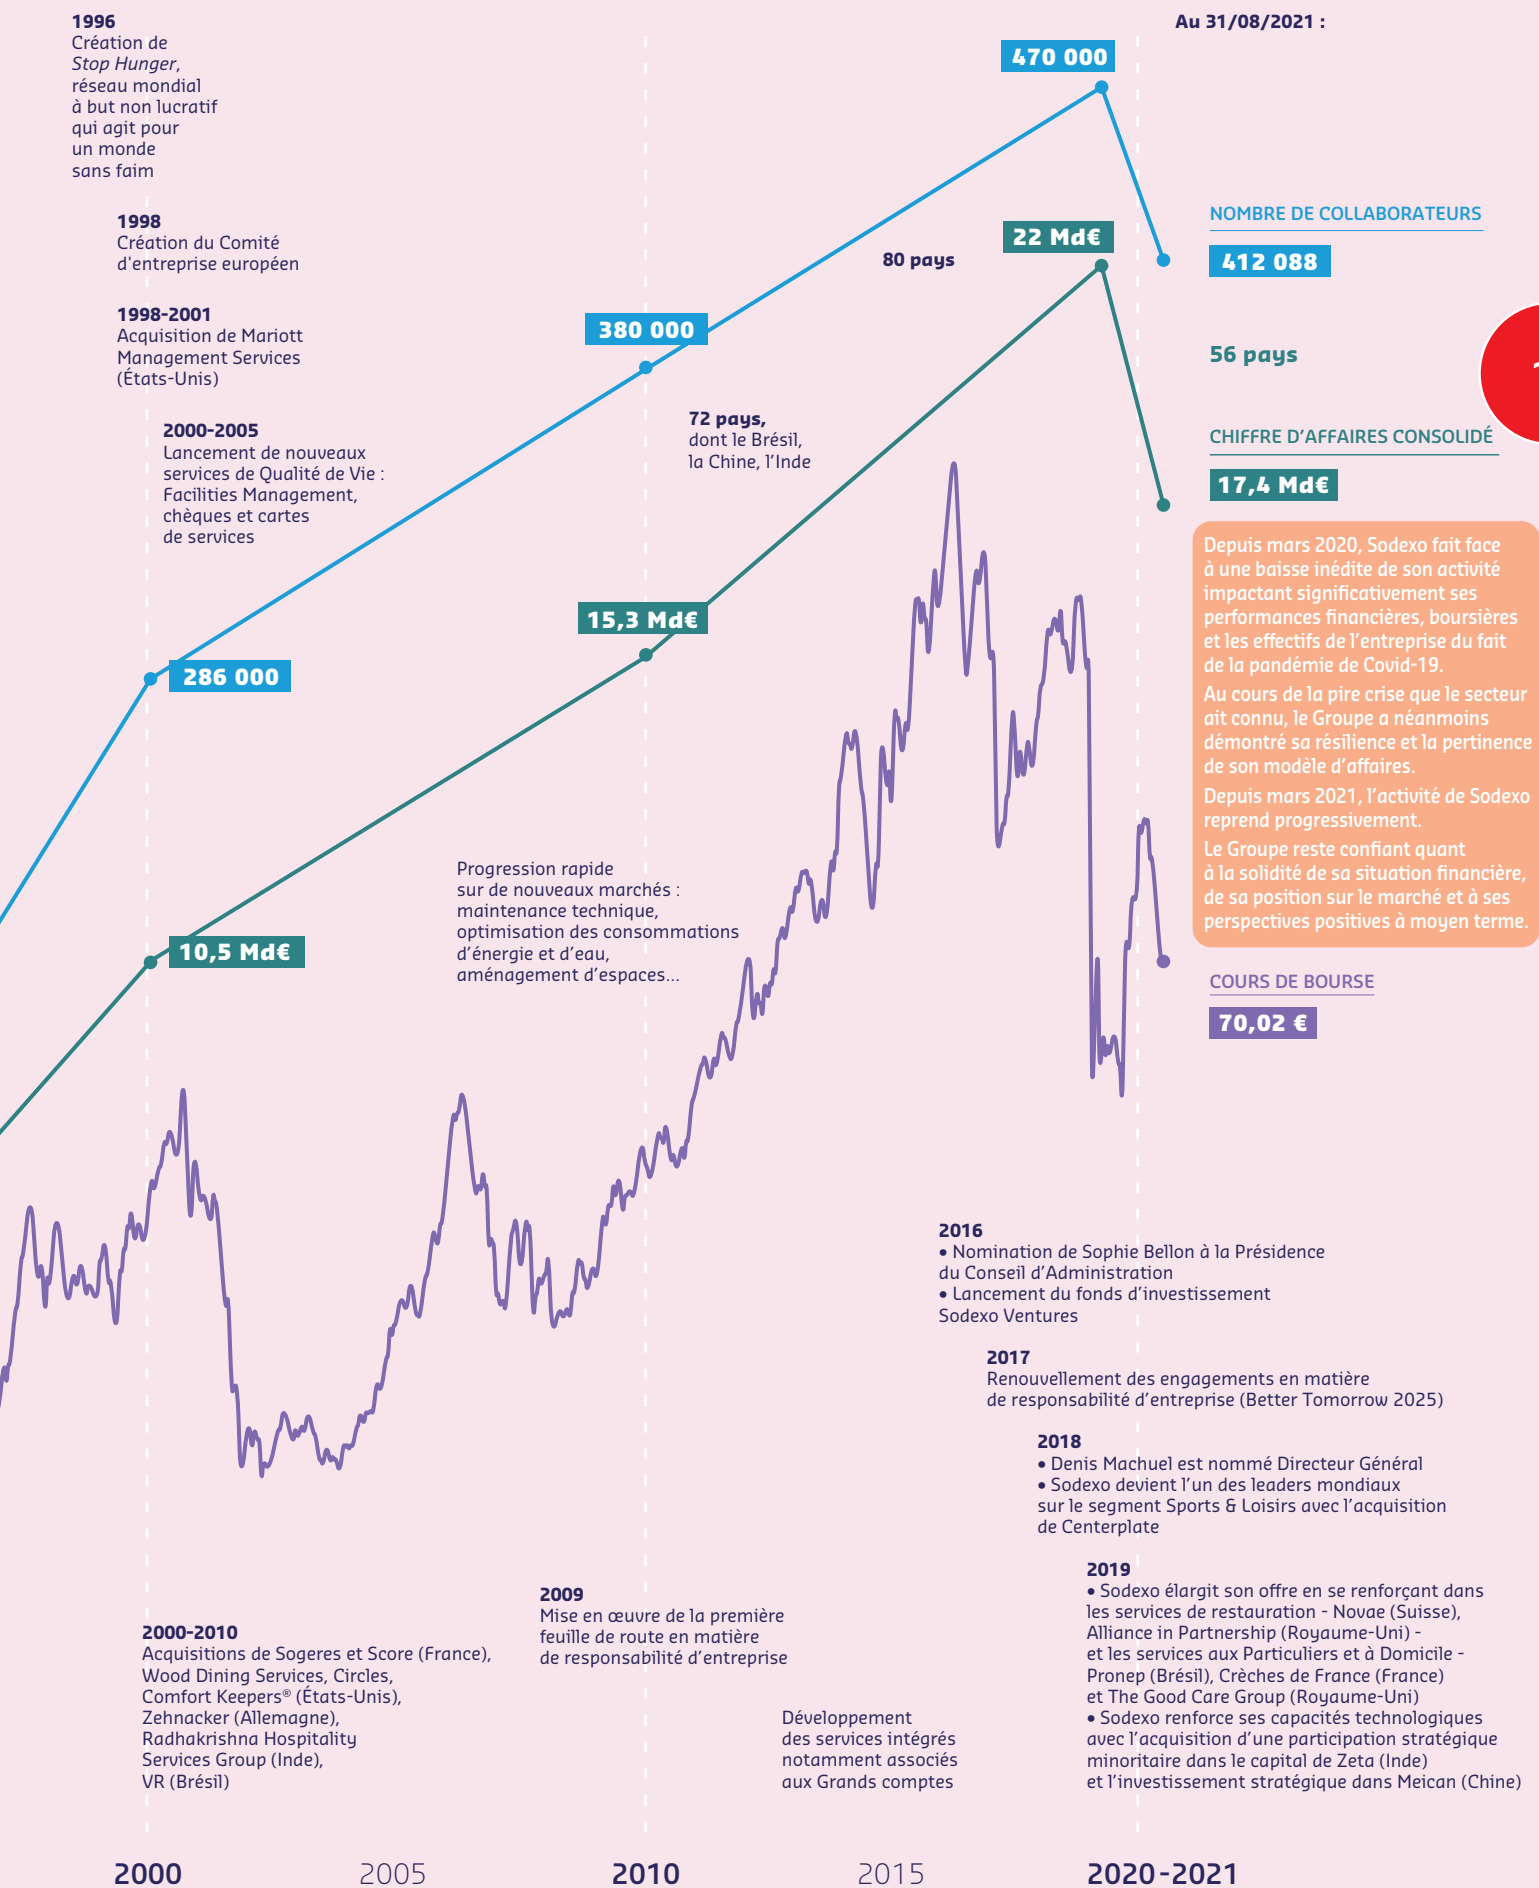 1996
Création de
Stop Hunger,
réseau mondial
à but non lucratif
qui agit pour
un monde
sans faim
1998
Création du Comité
d'entreprise européen
1998-2001
Acquisition de Mariott
Management Services
(États-Unis)
2000-2005
Lancement de nouveaux
services de Qualité de Vie :
Facilities Management,
chèques et cartes
de services
286 000
10,5 Md€
380 000
72 pays,
dont le Brésil,
la Chine, l'Inde
15,3 Md€
Progression rapide
sur de nouveaux marchés :
maintenance technique,
optimisation des consommations
d'énergie et d'eau,
aménagement d'espaces...
470 000
80 pays
22 Md€
Au 31/08/2021 :
NOMBRE DE COLLABORATEURS
412 088
56 pays
CHIFFRE D'AFFAIRES CONSOLIDÉ
17,4 Md€
Depuis mars 2020, Sodexo fait face
à une baisse inédite de son activité
impactant significativement ses
performances financières, boursières
et les effectifs de l'entreprise du fait
de la pandémie de Covid-19.
Au cours de la pire crise que le secteur
ait connu, le Groupe a néanmoins
démontré sa résilience et la pertinence
de son modèle d'affaires.
Depuis mars 2021, l'activité de Sodexo
reprend progressivement.
Le Groupe reste confiant quant
à la solidité de sa situation financière,
de sa position sur le marché et à ses
perspectives positives à moyen terme.
COURS DE BOURSE
70,02 €
2016
• Nomination de Sophie Bellon à la Présidence
du Conseil d'Administration
• Lancement du fonds d'investissement
Sodexo Ventures
2017
Renouvellement des engagements en matière
de responsabilité d'entreprise (Better Tomorrow 2025)
2018
• Denis Machuel est nommé Directeur Général
• Sodexo devient l'un des leaders mondiaux
sur le segment Sports & Loisirs avec l'acquisition
de Centerplate
2019
• Sodexo élargit son offre en se renforçant dans
les services de restauration - Novae (Suisse),
Alliance in Partnership (Royaume-Uni) -
et les services aux Particuliers et à Domicile -
Pronep (Brésil), Crèches de France (France)
et The Good Care Group (Royaume-Uni)
• Sodexo renforce ses capacités technologiques
avec l'acquisition d'une participation stratégique
minoritaire dans le capital de Zeta (Inde)
et l'investissement stratégique dans Meican (Chine)
2000-2010
Acquisitions de Sogeres et Score (France),
Wood Dining Services, Circles,
Comfort Keepers® (États-Unis),
Zehnacker (Allemagne),
Radhakrishna Hospitality
Services Group (Inde),
VR (Brésil)
2009
Mise en œuvre de la première
feuille de route en matière
de responsabilité d'entreprise
Développement
des services intégrés
notamment associés
aux Grands comptes
2000
2005
2010
2015
2020-2021